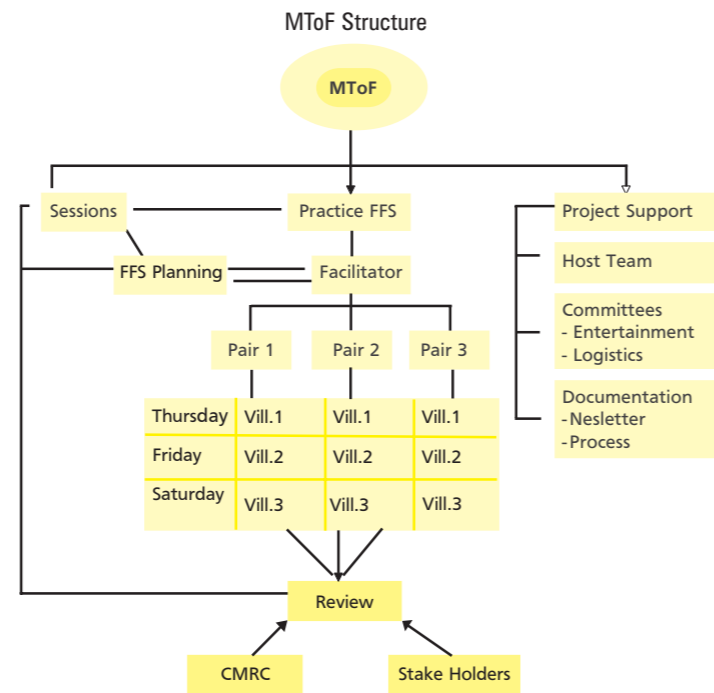 MToF Structure
MToF
Sessions
Practice FFS
Project Support
FFS Planning
Facilitator
Host Team
Committees
- Entertainment
- Logistics
Pair 1
Pair 2
Pair 3
Documentation
-Nesletter
-Process
Thursday Vill.1 Vill.1 Vill.1
Friday Vill.2 Vill.2 Vill.2
Saturday Vill.3 Vill.3 Vill.3
Review
CMRC
Stake Holders